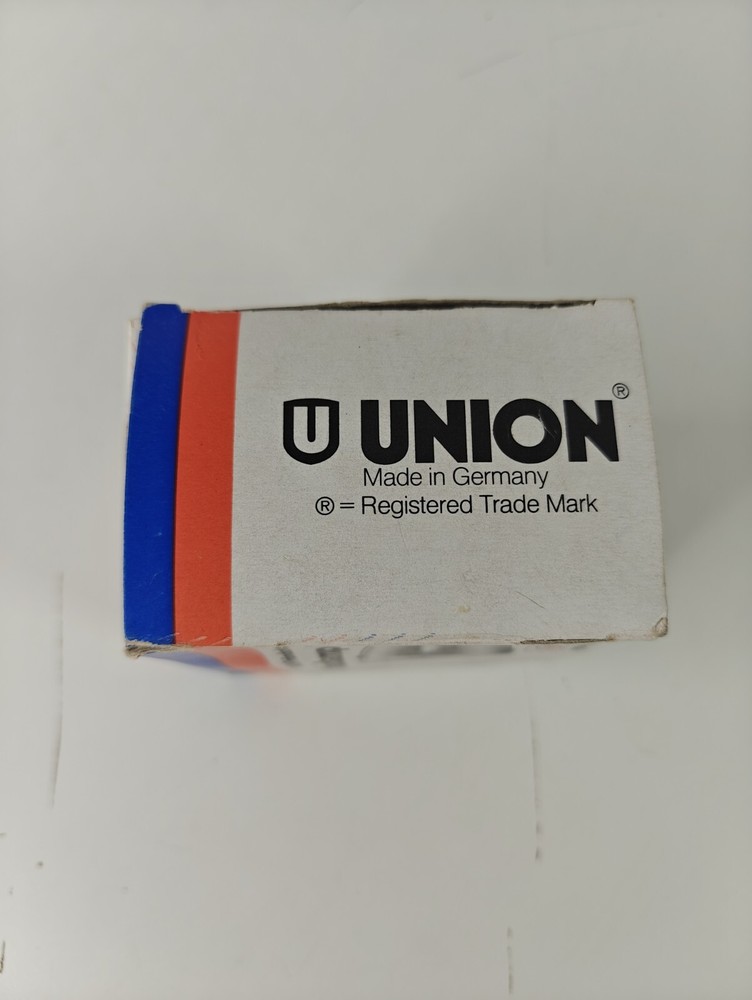 U UNION®
Made in Germany
® = Registered Trade Mark